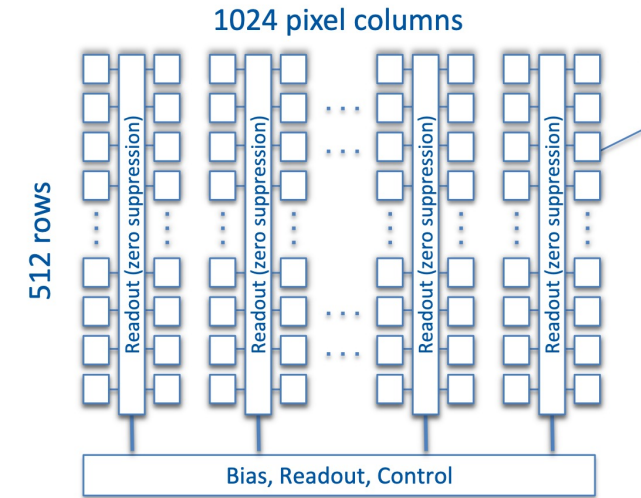 1024 pixel columns
512 rows
Readout (zero suppression)
Readout (zero suppression)
Readout (zero suppression)
Readout (zero suppression)
Bias, Readout, Control